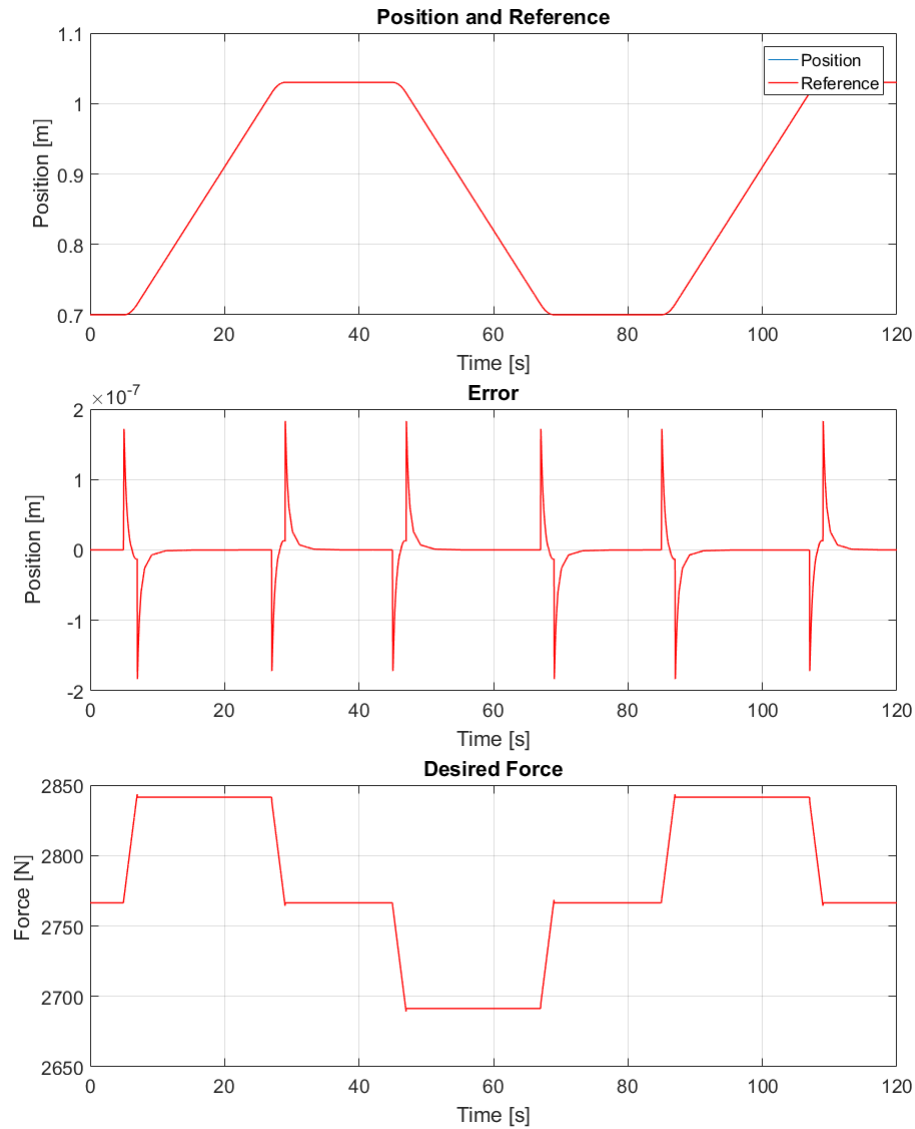 Position and Reference
1.1
1
0.9
0.8
0.7
Position [m]
Position
Reference
0 20 40 60 80 100 120
Time [s]
×10-7
Error
2
1
0
-1
-2
Position [m]
0 20 40 60 80 100 120
Time [s]
Desired Force
2850
2800
2750
2700
2650
Force [N]
0 20 40 60 80 100 120
Time [s]